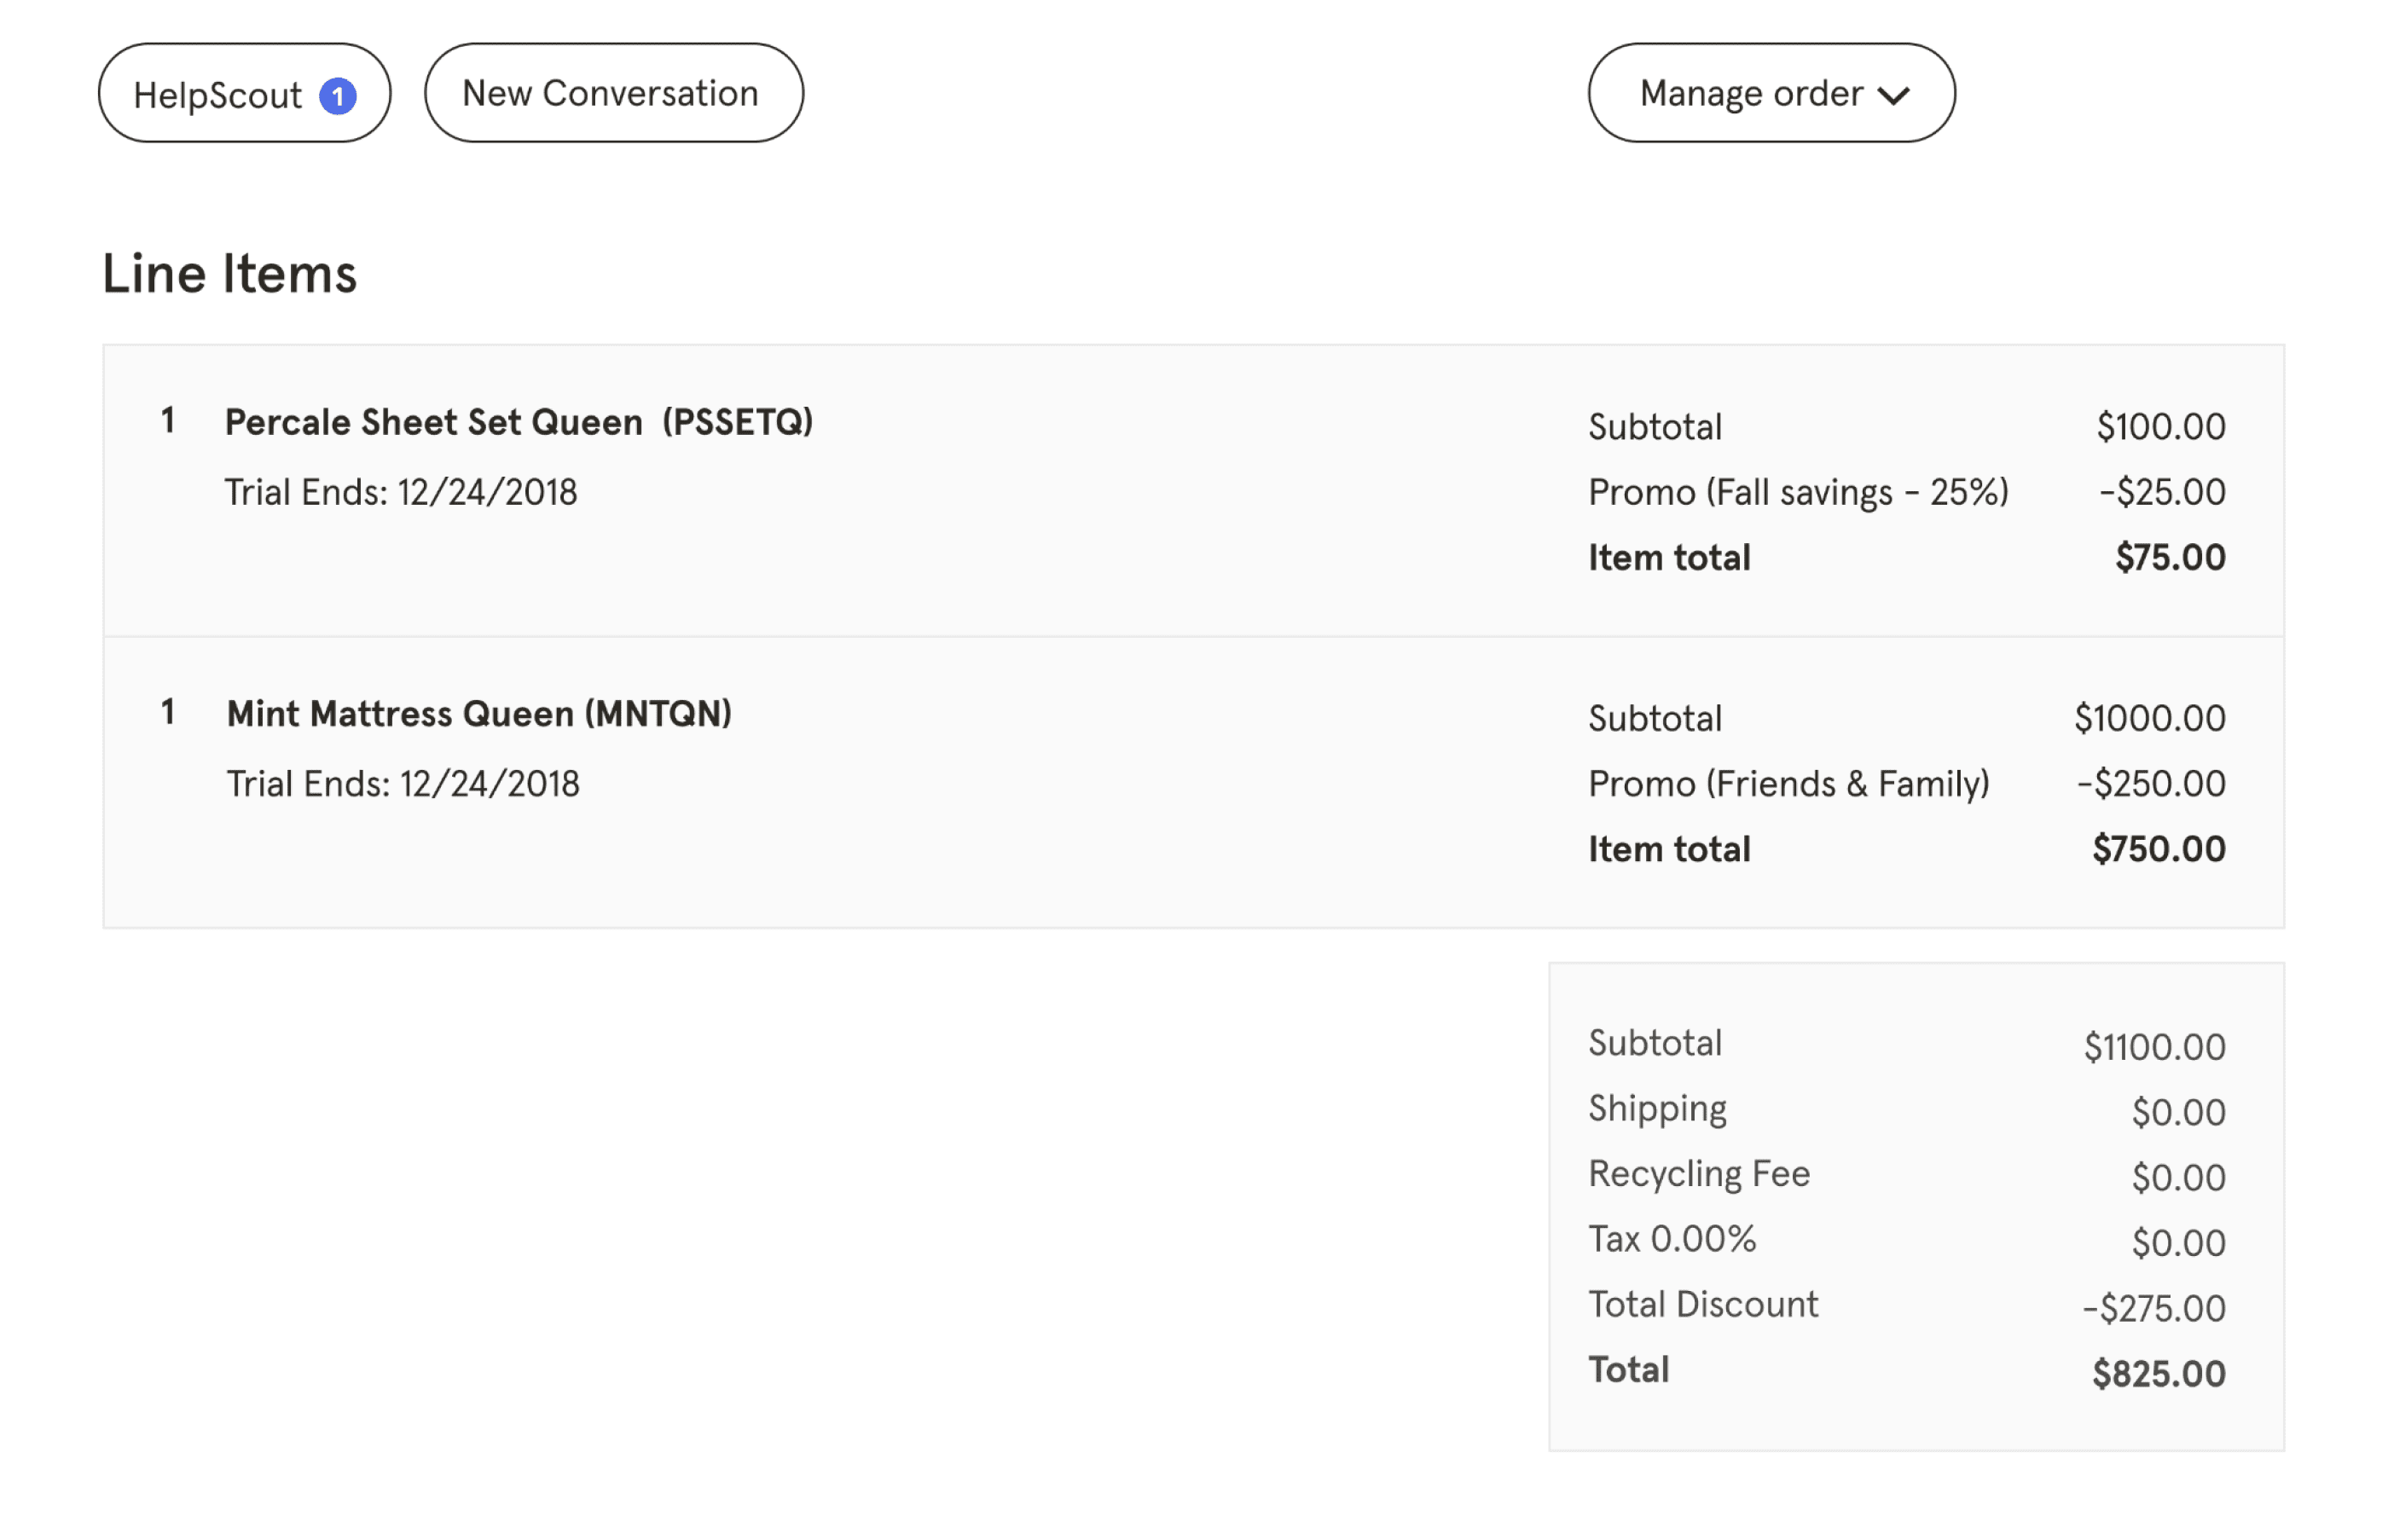 HelpScout 1 New Conversation Manage order
Line Items
1 Percale Sheet Set Queen (PSSETQ)
Trial Ends: 12/24/2018
Subtotal $100.00
Promo (Fall savings - 25%) -$25.00
Item total $75.00
1 Mint Mattress Queen (MNTQN)
Trial Ends: 12/24/2018
Subtotal $1000.00
Promo (Friends & Family) -$250.00
Item total $750.00
Subtotal $1100.00
Shipping $0.00
Recycling Fee $0.00
Tax 0.00% $0.00
Total Discount -$275.00
Total $825.00